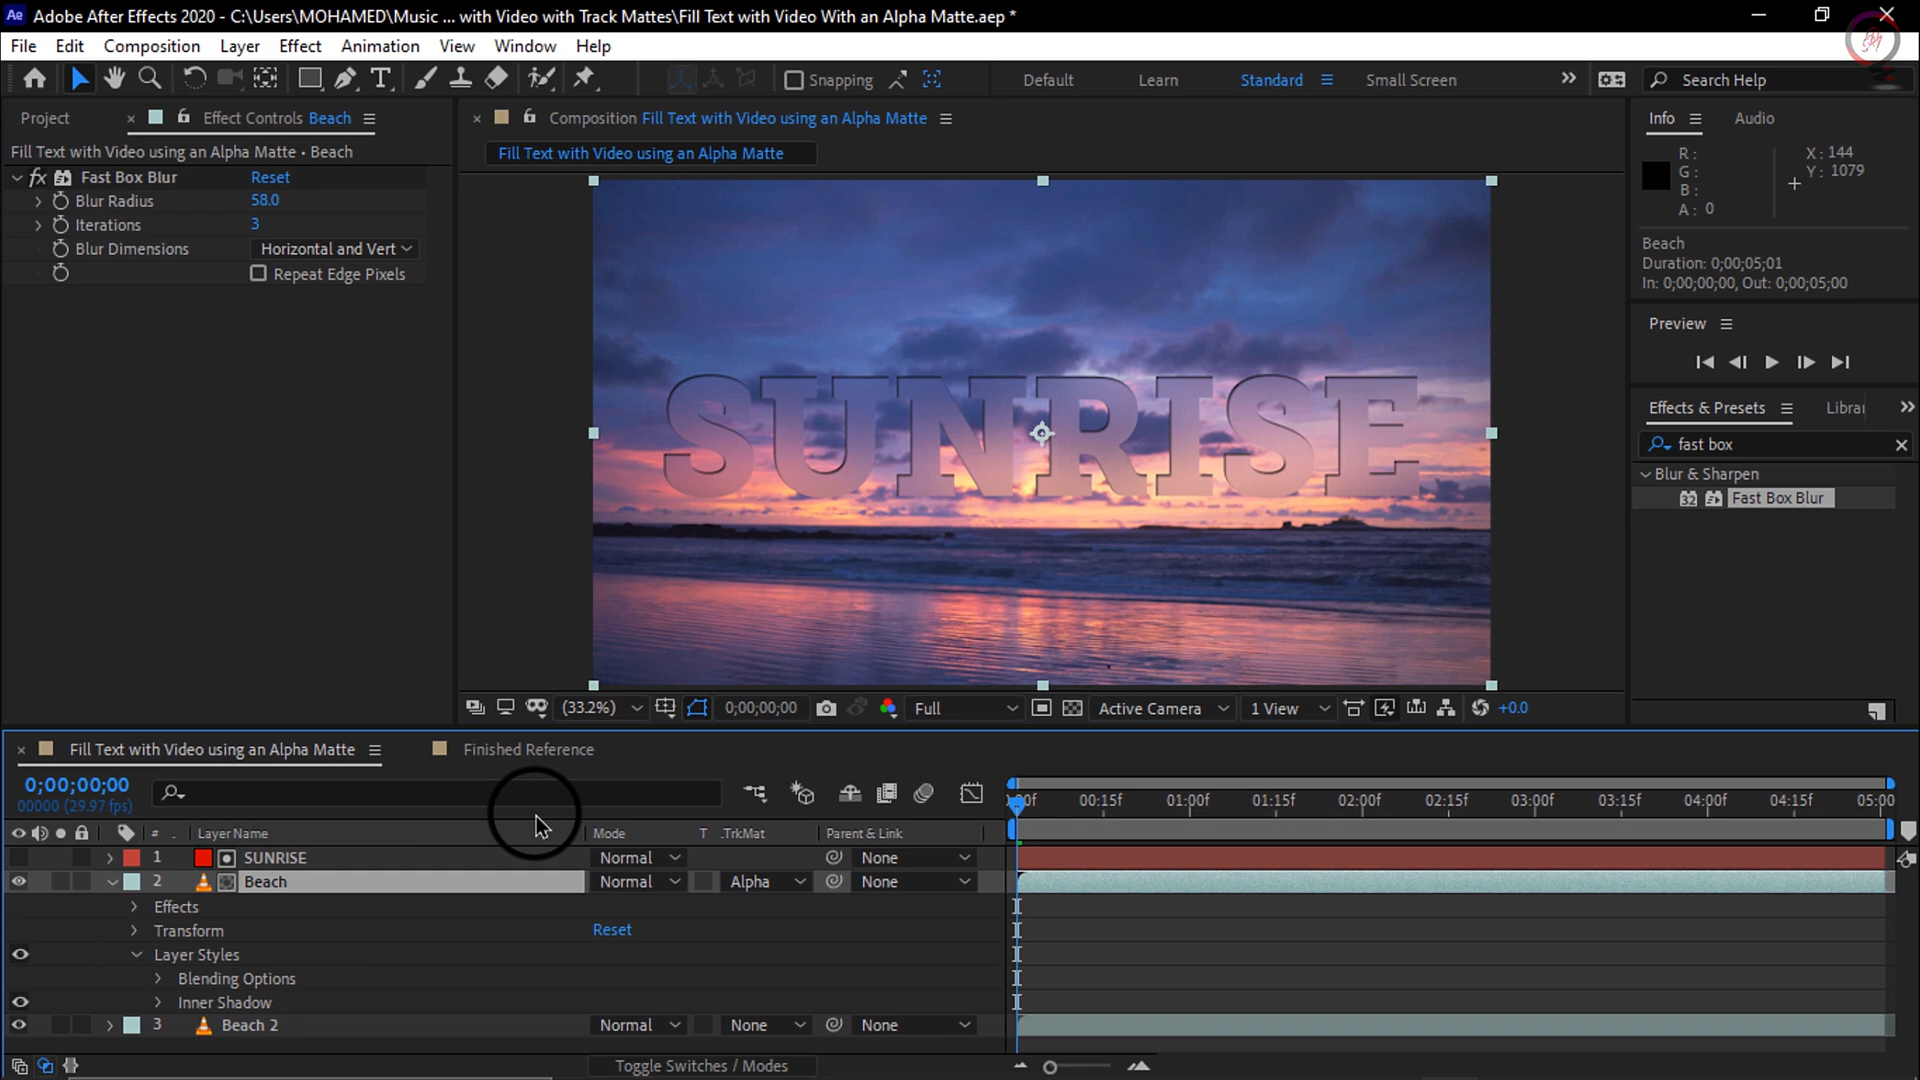 Ae Adobe After Effects 2020 - C:\Users\MOHAMED\Music ... with Video with Track Mattes\Fill Text with Video With an Alpha Matte.aep *
File Edit Composition Layer Effect Animation View Window Help
Snapping Default Learn Standard Small Screen Search Help
Project Effect Controls Beach Composition Fill Text with Video using an Alpha Matte Info Audio
Fill Text with Video using an Alpha Matte • Beach
Fill Text with Video using an Alpha Matte
fx Fast Box Blur Reset
Blur Radius 58.0
Iterations 3
Blur Dimensions Horizontal and Vert
Repeat Edge Pixels
R :
G :
B :
A : 0
X : 144
Y : 1079
Beach
Duration: 0;00;05;01
In: 0;00;00;00, Out: 0;00;05;00
Preview
Effects & Presets
fast box
Blur & Sharpen
32 Fast Box Blur
SUNRISE
(33.2%) 0;00;00;00 Full Active Camera 1 View +0.0
Fill Text with Video using an Alpha Matte Finished Reference
0;00;00;00
00000 (29.97 fps)
00:15f 01:00f 01:15f 02:00f 02:15f 03:00f 03:15f 04:00f 04:15f 05:00
# Layer Name Mode T .TrkMat Parent & Link
1 SUNRISE Normal None
2 Beach Normal Alpha None
Effects
Transform Reset
Layer Styles
Blending Options
Inner Shadow
3 Beach 2 Normal None None
Toggle Switches / Modes